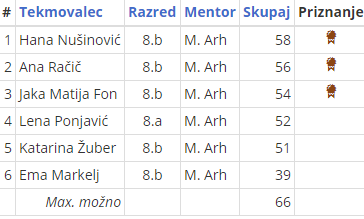 # Tekmovalec Razred Mentor Skupaj Priznanje
1 Hana Nušinović 8.b M. Arh 58
2 Ana Račič 8.b M. Arh 56
3 Jaka Matija Fon 8.b M. Arh 54
4 Lena Ponjavić 8.a M. Arh 52
5 Katarina Žuber 8.b M. Arh 51
6 Ema Markelj 8.b M. Arh 39
Max. možno 66